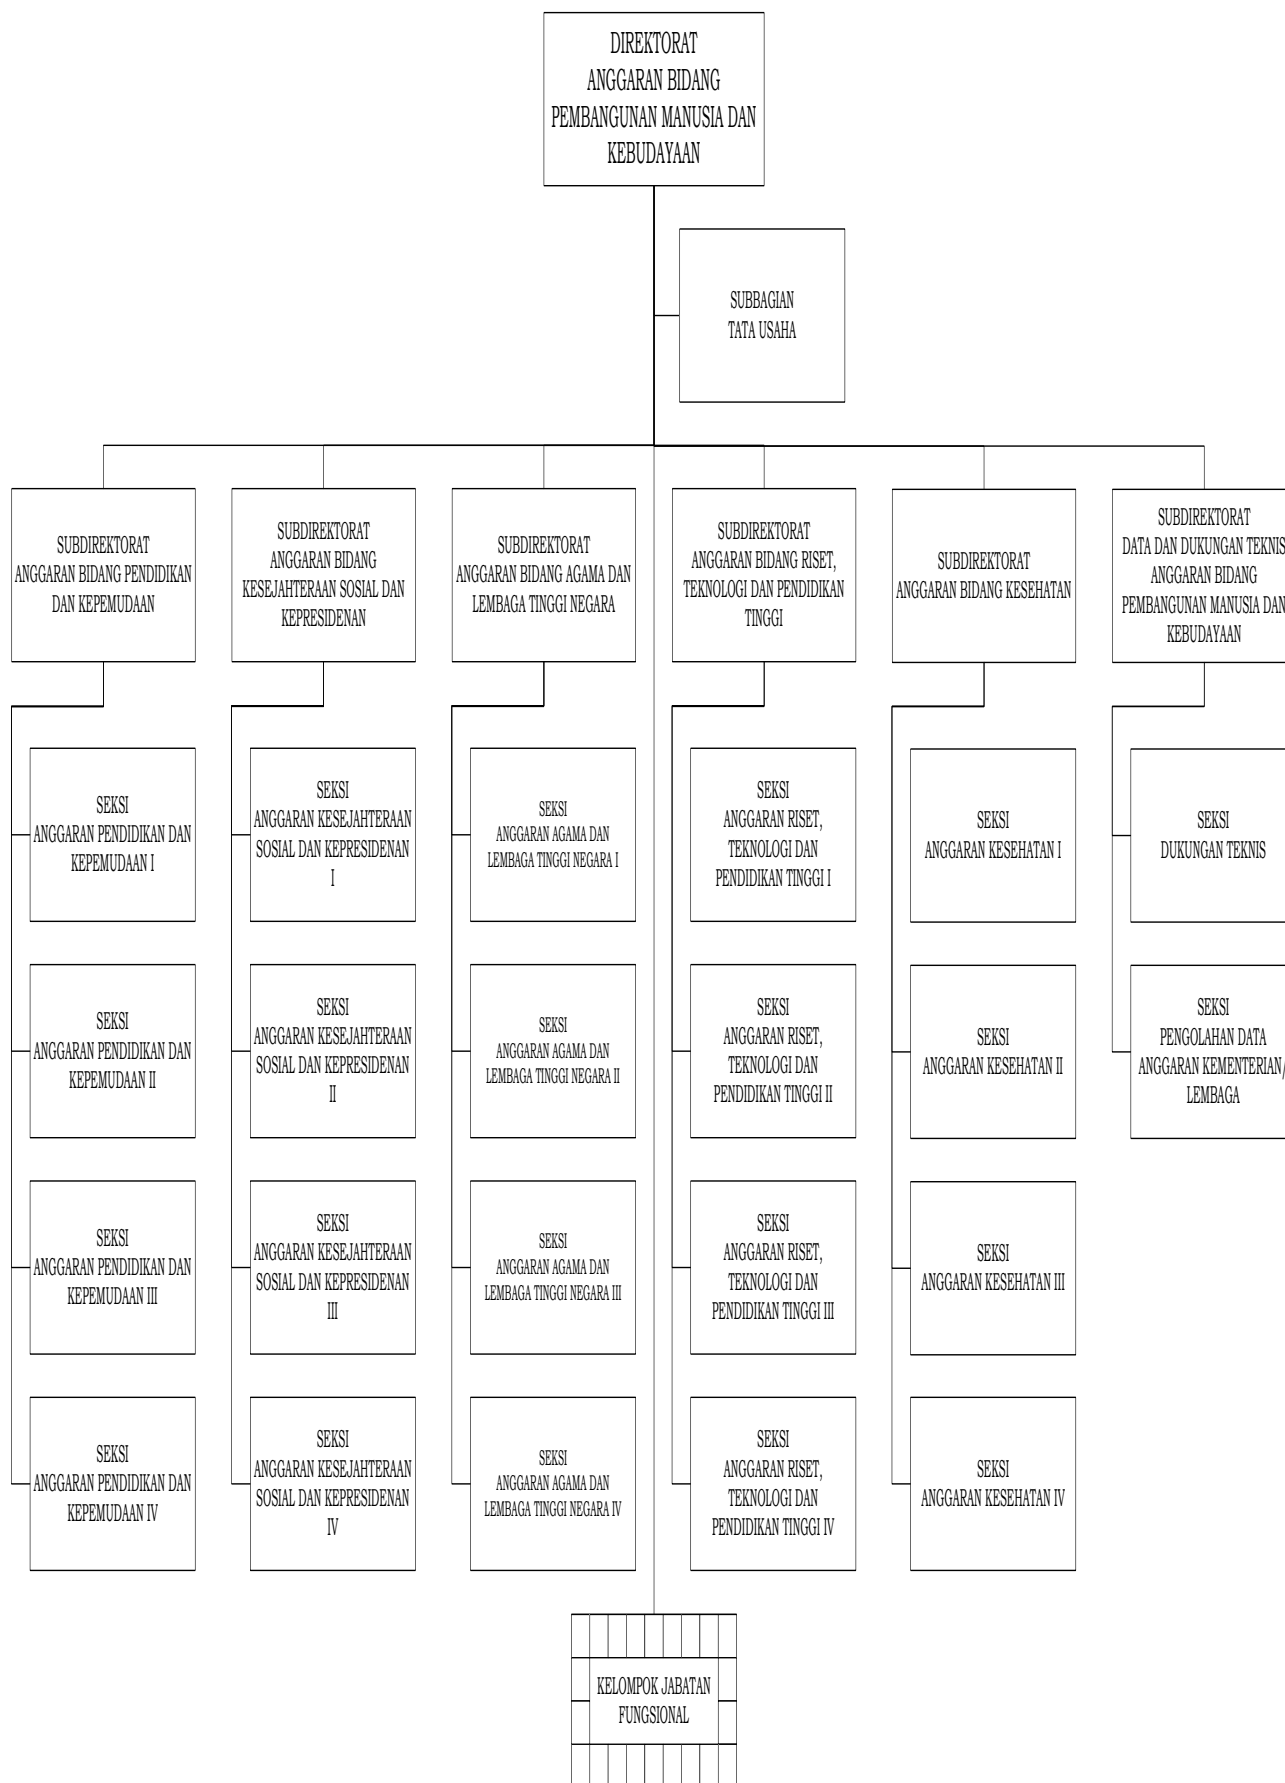 DIREKTORAT
ANGGARAN BIDANG
PEMBANGUNAN MANUSIA DAN
KEBUDAYAAN
SUBBAGIAN
TATA USAHA
SUBDIREKTORAT
ANGGARAN BIDANG PENDIDIKAN
DAN KEPEMUDAAN
SUBDIREKTORAT
ANGGARAN BIDANG
KESEJAHTERAAN SOSIAL DAN
KEPRESIDENAN
SUBDIREKTORAT
ANGGARAN BIDANG AGAMA DAN
LEMBAGA TINGGI NEGARA
SUBDIREKTORAT
ANGGARAN BIDANG RISET,
TEKNOLOGI DAN PENDIDIKAN
TINGGI
SUBDIREKTORAT
ANGGARAN BIDANG KESEHATAN
SUBDIREKTORAT
DATA DAN DUKUNGAN TEKNIS
ANGGARAN BIDANG
PEMBANGUNAN MANUSIA DAN
KEBUDAYAAN
SEKSI
ANGGARAN PENDIDIKAN DAN
KEPEMUDAAN I
SEKSI
ANGGARAN KESEJAHTERAAN
SOSIAL DAN KEPRESIDENAN
I
SEKSI
ANGGARAN AGAMA DAN
LEMBAGA TINGGI NEGARA I
SEKSI
ANGGARAN RISET,
TEKNOLOGI DAN
PENDIDIKAN TINGGI I
SEKSI
ANGGARAN KESEHATAN I
SEKSI
DUKUNGAN TEKNIS
SEKSI
ANGGARAN PENDIDIKAN DAN
KEPEMUDAAN II
SEKSI
ANGGARAN KESEJAHTERAAN
SOSIAL DAN KEPRESIDENAN
II
SEKSI
ANGGARAN AGAMA DAN
LEMBAGA TINGGI NEGARA II
SEKSI
ANGGARAN RISET,
TEKNOLOGI DAN
PENDIDIKAN TINGGI II
SEKSI
ANGGARAN KESEHATAN II
SEKSI
PENGOLAHAN DATA
ANGGARAN KEMENTERIAN/
LEMBAGA
SEKSI
ANGGARAN PENDIDIKAN DAN
KEPEMUDAAN III
SEKSI
ANGGARAN KESEJAHTERAAN
SOSIAL DAN KEPRESIDENAN
III
SEKSI
ANGGARAN AGAMA DAN
LEMBAGA TINGGI NEGARA III
SEKSI
ANGGARAN RISET,
TEKNOLOGI DAN
PENDIDIKAN TINGGI III
SEKSI
ANGGARAN KESEHATAN III
SEKSI
ANGGARAN PENDIDIKAN DAN
KEPEMUDAAN IV
SEKSI
ANGGARAN KESEJAHTERAAN
SOSIAL DAN KEPRESIDENAN
IV
SEKSI
ANGGARAN AGAMA DAN
LEMBAGA TINGGI NEGARA IV
SEKSI
ANGGARAN RISET,
TEKNOLOGI DAN
PENDIDIKAN TINGGI IV
SEKSI
ANGGARAN KESEHATAN IV
KELOMPOK JABATAN
FUNGSIONAL